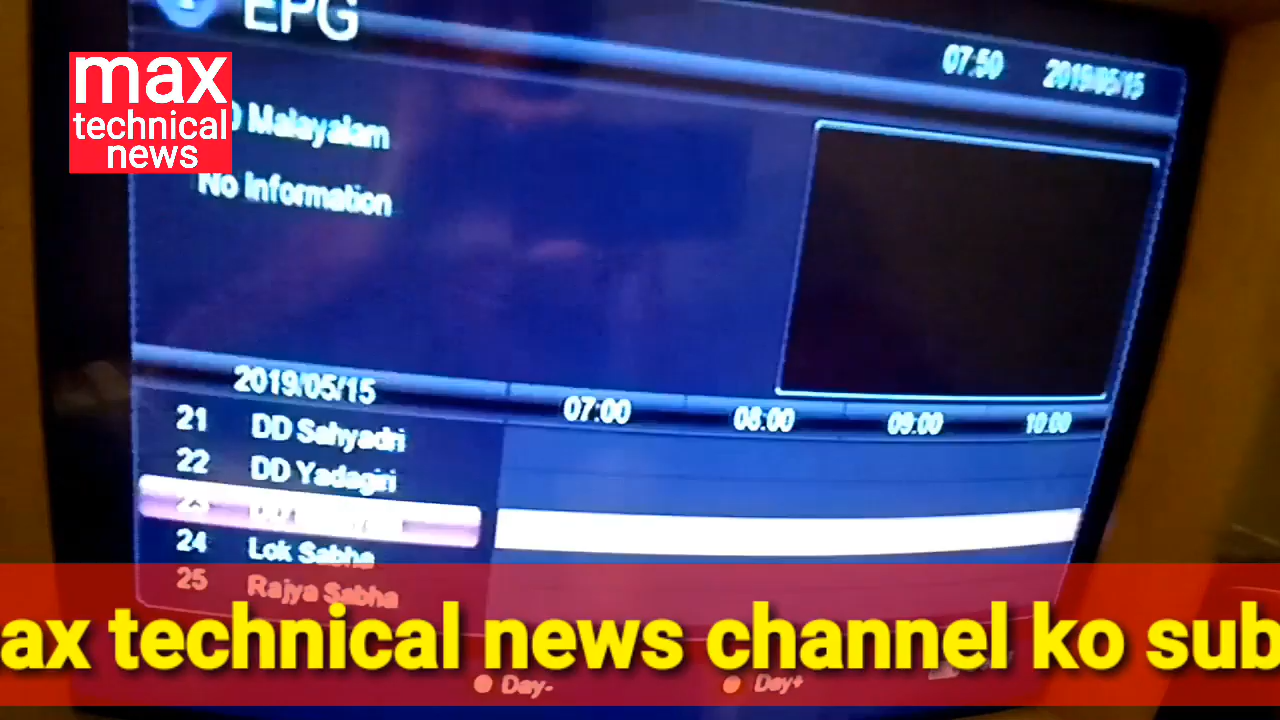 EPG
07:50 2019/05/15
max
technical
news
Malayalam
No Information
2019/05/15 07:00 08:00 09:00 10:00
21 DD Sahyadri
22 DD Yadagiri
23
24 Lok Sabha
25 Rajya Sabha
ax technical news channel ko sub
Day- Day+